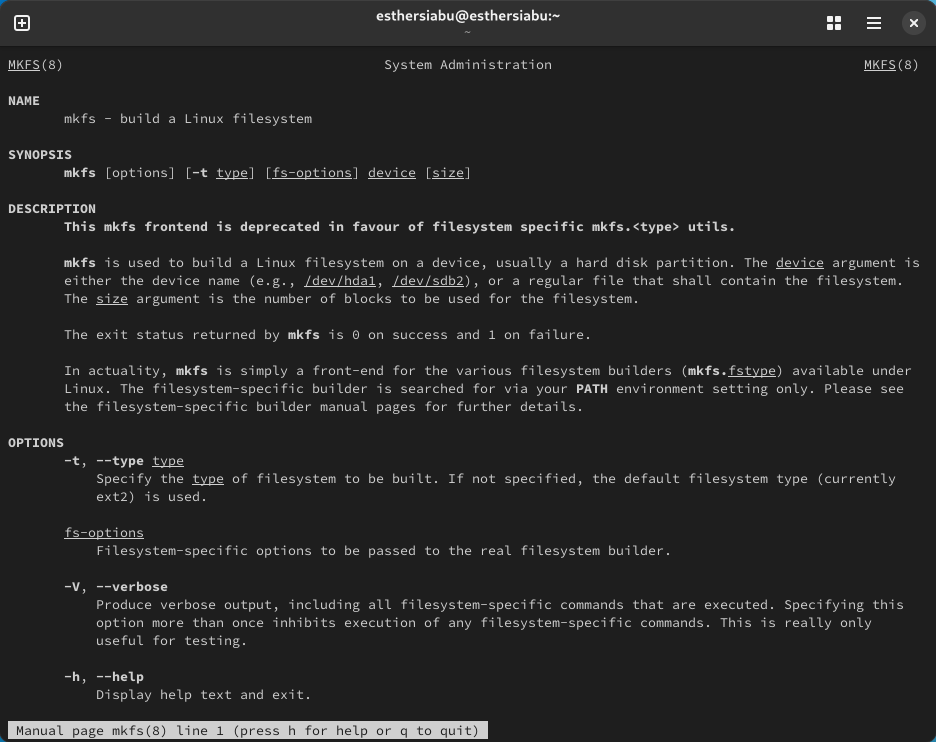 esthersiabu@esthersiabu:~
~
MKFS(8) System Administration MKFS(8)
NAME
mkfs - build a Linux filesystem
SYNOPSIS
mkfs [options] [-t type] [fs-options] device [size]
DESCRIPTION
This mkfs frontend is deprecated in favour of filesystem specific mkfs.<type> utils.
mkfs is used to build a Linux filesystem on a device, usually a hard disk partition. The device argument is
either the device name (e.g., /dev/hda1, /dev/sdb2), or a regular file that shall contain the filesystem.
The size argument is the number of blocks to be used for the filesystem.
The exit status returned by mkfs is 0 on success and 1 on failure.
In actuality, mkfs is simply a front-end for the various filesystem builders (mkfs.fstype) available under
Linux. The filesystem-specific builder is searched for via your PATH environment setting only. Please see
the filesystem-specific builder manual pages for further details.
OPTIONS
-t, --type type
Specify the type of filesystem to be built. If not specified, the default filesystem type (currently
ext2) is used.
fs-options
Filesystem-specific options to be passed to the real filesystem builder.
-V, --verbose
Produce verbose output, including all filesystem-specific commands that are executed. Specifying this
option more than once inhibits execution of any filesystem-specific commands. This is really only
useful for testing.
-h, --help
Display help text and exit.
Manual page mkfs(8) line 1 (press h for help or q to quit)